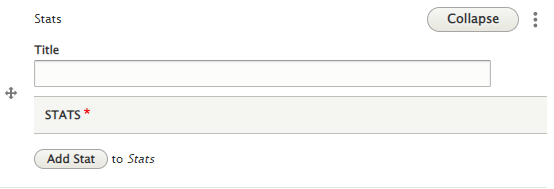 Stats
Collapse
Title
STATS *
Add Stat to Stats